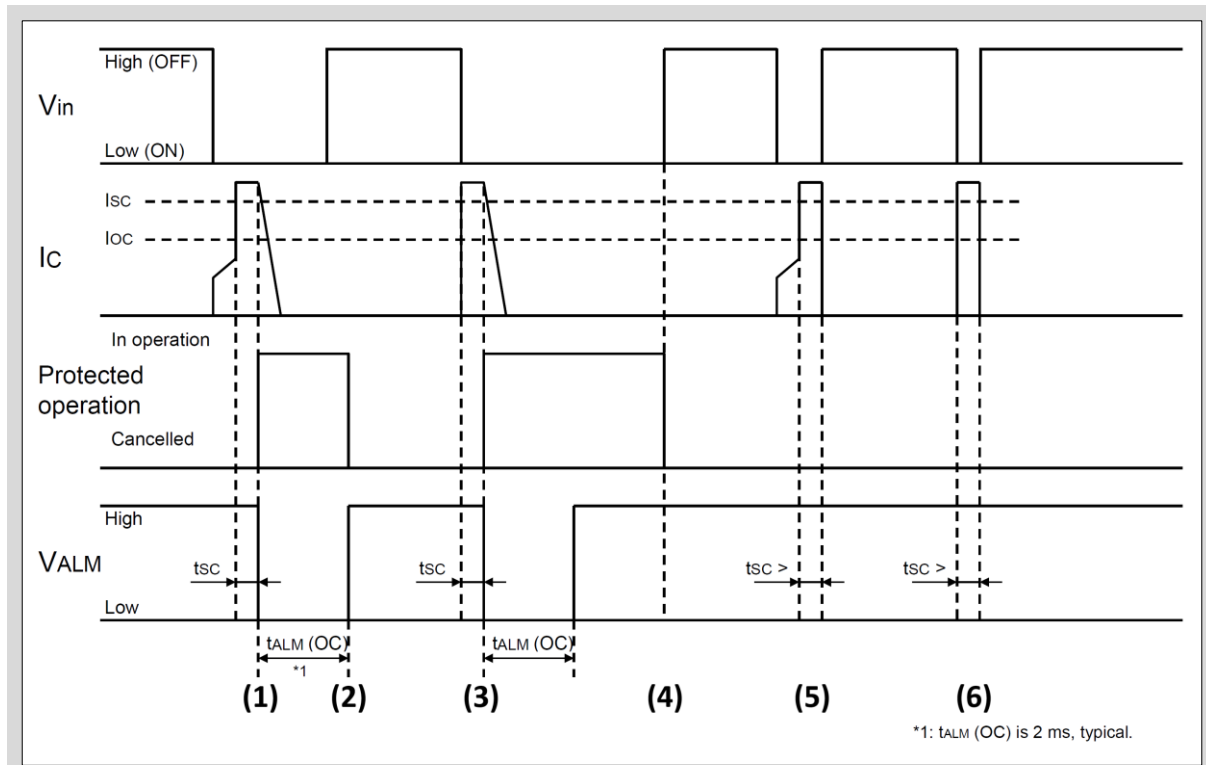 High (OFF)
Vin
Low (ON)
ISC
IOC
IC
In operation
Protected
operation
Cancelled
High
VALM
tSC
tSC
tSC >
tSC >
Low
tALM (OC)
tALM (OC)
*1
(1) (2) (3) (4) (5) (6)
*1: tALM (OC) is 2 ms, typical.